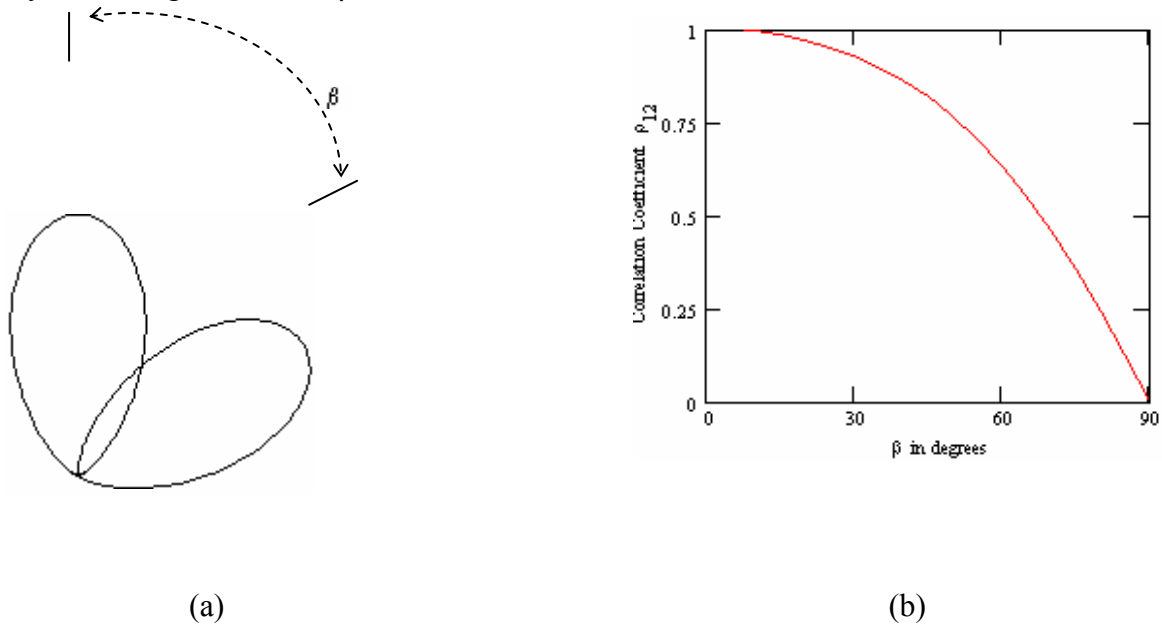 β
1
0.75
0.5
0.25
0
0
30
60
90
Correlation Coefficient ρ12
β in degrees
(a)
(b)